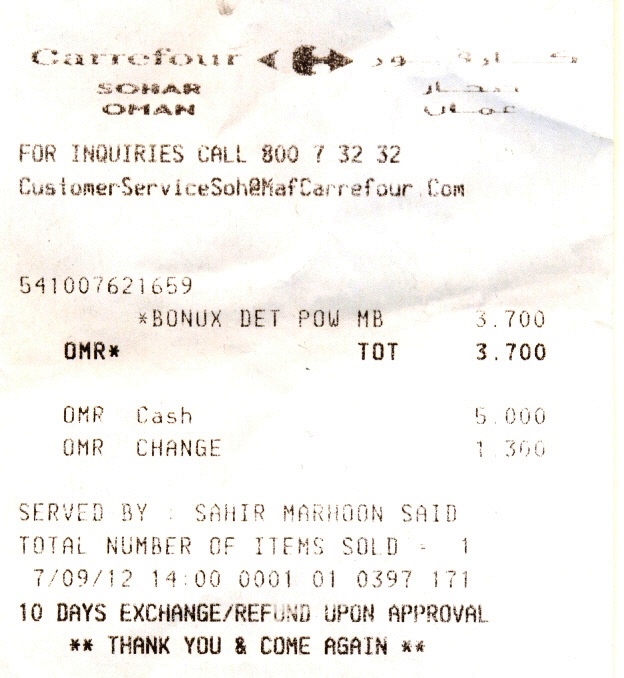 Carrefour كارفور
SOHAR صحار
OMAN عمان
FOR INQUIRIES CALL 800 7 32 32
CustomerServiceSoh@MafCarrefour.Com
541007621659
*BONUX DET POW MB 3.700
OMR* TOT 3.700
OMR Cash 5.000
OMR CHANGE 1.300
SERVED BY : SAHIR MARHOON SAID
TOTAL NUMBER OF ITEMS SOLD - 1
7/09/12 14:00 0001 01 0397 171
10 DAYS EXCHANGE/REFUND UPON APPROVAL
** THANK YOU & COME AGAIN **